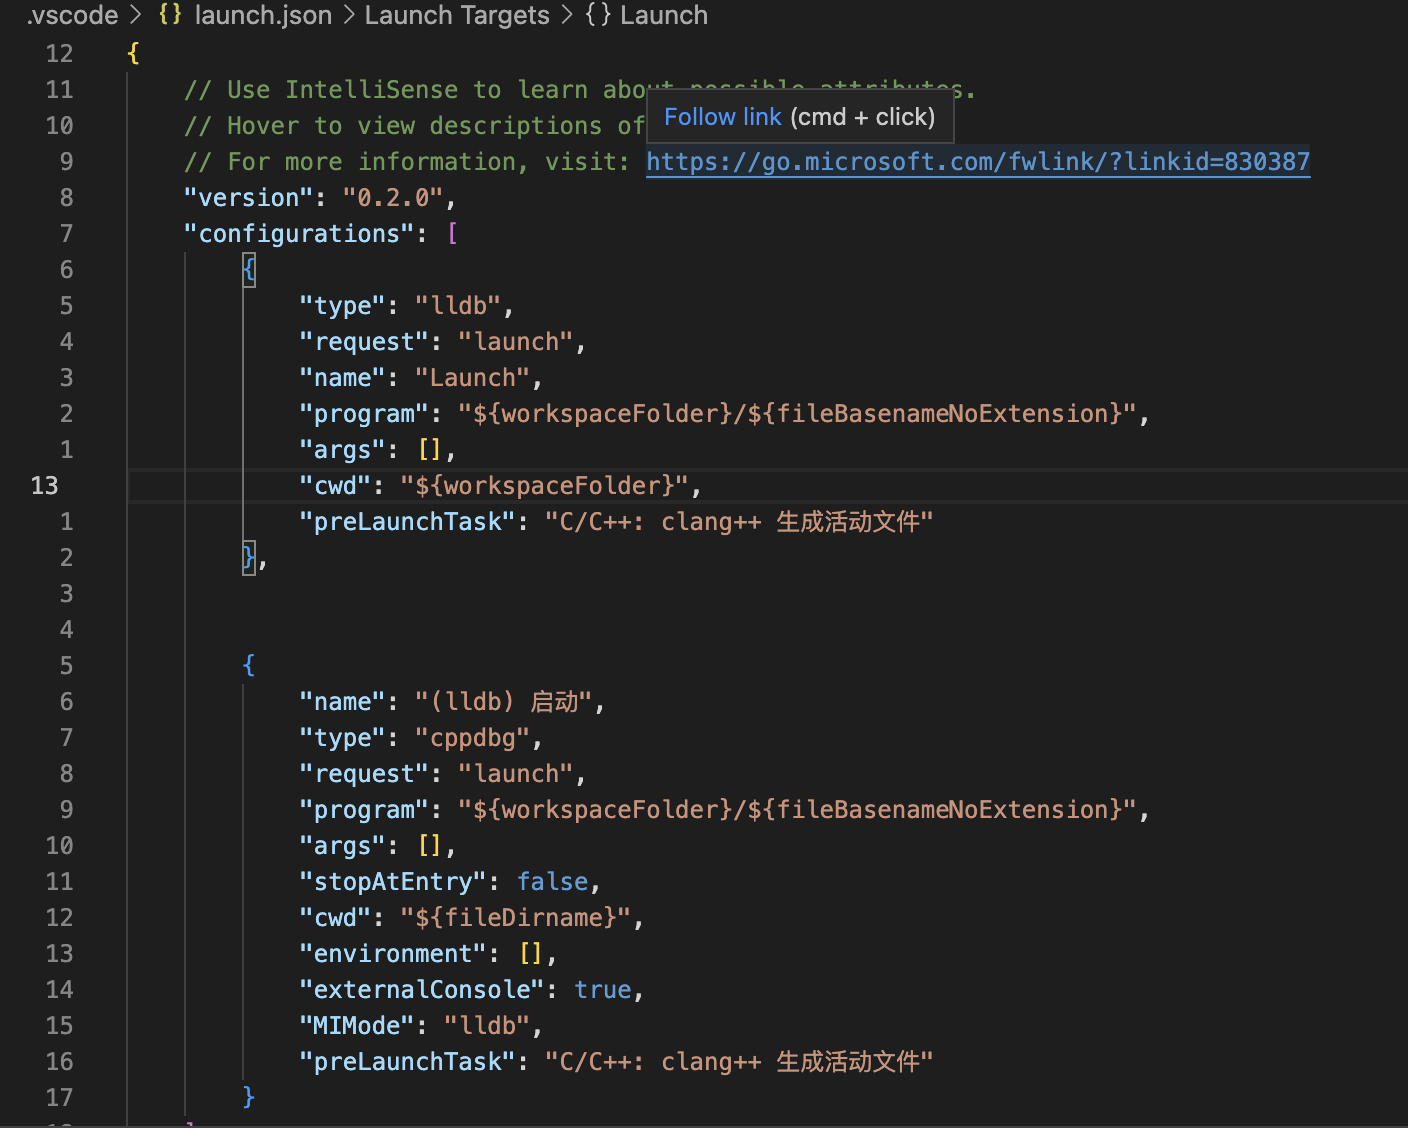 .vscode > {} launch.json > Launch Targets > {} Launch
12 {
11 // Use IntelliSense to learn about possible attributes.
Follow link (cmd + click)
10 // Hover to view descriptions of
9 // For more information, visit: https://go.microsoft.com/fwlink/?linkid=830387
8 "version": "0.2.0",
7 "configurations": [
6 {
5 "type": "lldb",
4 "request": "launch",
3 "name": "Launch",
2 "program": "${workspaceFolder}/${fileBasenameNoExtension}",
1 "args": [],
13 "cwd": "${workspaceFolder}",
1 "preLaunchTask": "C/C++: clang++ 生成活动文件"
2 },
3
4
5 {
6 "name": "(lldb) 启动",
7 "type": "cppdbg",
8 "request": "launch",
9 "program": "${workspaceFolder}/${fileBasenameNoExtension}",
10 "args": [],
11 "stopAtEntry": false,
12 "cwd": "${fileDirname}",
13 "environment": [],
14 "externalConsole": true,
15 "MIMode": "lldb",
16 "preLaunchTask": "C/C++: clang++ 生成活动文件"
17 }